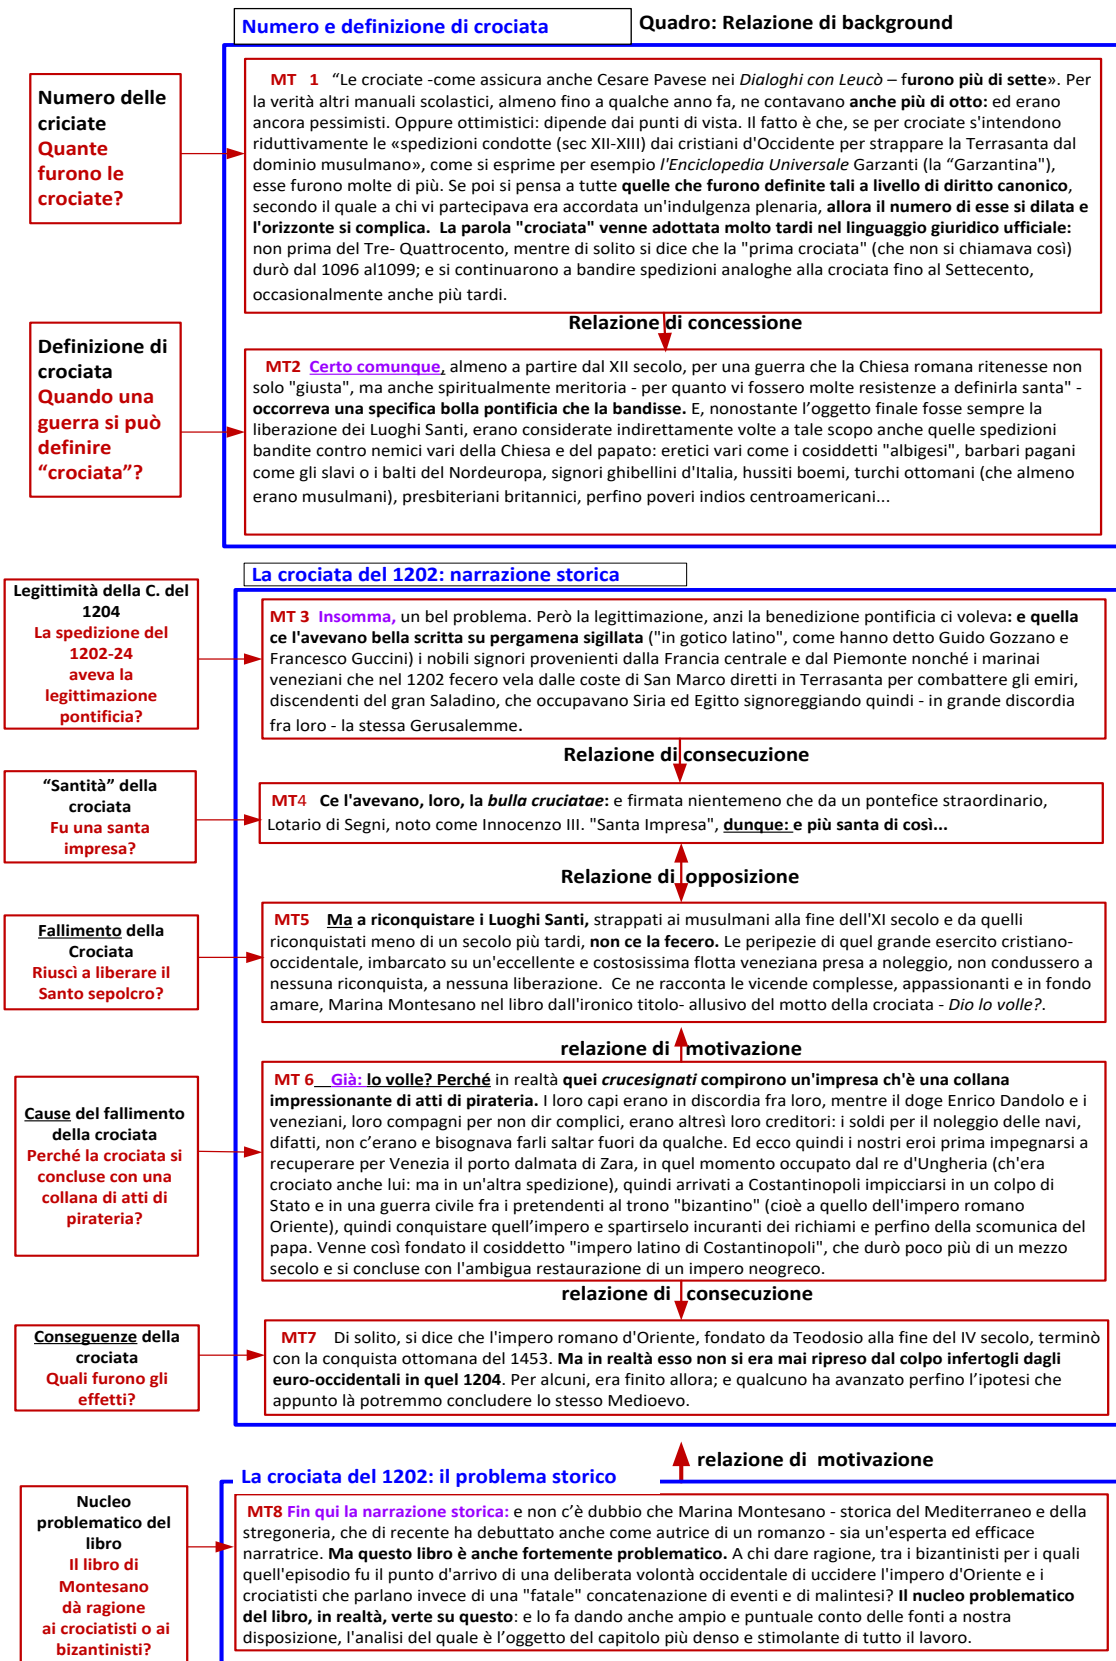 Numero e definizione di crociata
Quadro: Relazione di background
Numero delle
criciate
Quante
furono le
crociate?
MT 1 “Le crociate -come assicura anche Cesare Pavese nei Dialoghi con Leucò – furono più di sette». Per
la verità altri manuali scolastici, almeno fino a qualche anno fa, ne contavano anche più di otto: ed erano
ancora pessimisti. Oppure ottimistici: dipende dai punti di vista. Il fatto è che, se per crociate s'intendono
riduttivamente le «spedizioni condotte (sec XII-XIII) dai cristiani d'Occidente per strappare la Terrasanta dal
dominio musulmano», come si esprime per esempio l'Enciclopedia Universale Garzanti (la “Garzantina"),
esse furono molte di più. Se poi si pensa a tutte quelle che furono definite tali a livello di diritto canonico,
secondo il quale a chi vi partecipava era accordata un'indulgenza plenaria, allora il numero di esse si dilata e
l'orizzonte si complica. La parola "crociata" venne adottata molto tardi nel linguaggio giuridico ufficiale:
non prima del Tre- Quattrocento, mentre di solito si dice che la "prima crociata" (che non si chiamava così)
durò dal 1096 al1099; e si continuarono a bandire spedizioni analoghe alla crociata fino al Settecento,
occasionalmente anche più tardi.
Relazione di concessione
Definizione di
crociata
Quando una
guerra si può
definire
“crociata”?
MT2 Certo comunque, almeno a partire dal XII secolo, per una guerra che la Chiesa romana ritenesse non
solo "giusta", ma anche spiritualmente meritoria - per quanto vi fossero molte resistenze a definirla santa" -
occorreva una specifica bolla pontificia che la bandisse. E, nonostante l’oggetto finale fosse sempre la
liberazione dei Luoghi Santi, erano considerate indirettamente volte a tale scopo anche quelle spedizioni
bandite contro nemici vari della Chiesa e del papato: eretici vari come i cosiddetti "albigesi", barbari pagani
come gli slavi o i balti del Nordeuropa, signori ghibellini d'Italia, hussiti boemi, turchi ottomani (che almeno
erano musulmani), presbiteriani britannici, perfino poveri indios centroamericani...
La crociata del 1202: narrazione storica
Legittimità della C. del
1204
La spedizione del
1202-24
aveva la
legittimazione
pontificia?
MT 3 Insomma, un bel problema. Però la legittimazione, anzi la benedizione pontificia ci voleva: e quella
ce l'avevano bella scritta su pergamena sigillata ("in gotico latino", come hanno detto Guido Gozzano e
Francesco Guccini) i nobili signori provenienti dalla Francia centrale e dal Piemonte nonché i marinai
veneziani che nel 1202 fecero vela dalle coste di San Marco diretti in Terrasanta per combattere gli emiri,
discendenti del gran Saladino, che occupavano Siria ed Egitto signoreggiando quindi - in grande discordia
fra loro - la stessa Gerusalemme.
Relazione di consecuzione
“Santità” della
crociata
Fu una santa
impresa?
MT4 Ce l'avevano, loro, la bulla cruciatae: e firmata nientemeno che da un pontefice straordinario,
Lotario di Segni, noto come Innocenzo III. "Santa Impresa", dunque: e più santa di così...
Relazione di opposizione
Fallimento della
Crociata
Riuscì a liberare il
Santo sepolcro?
MT5 Ma a riconquistare i Luoghi Santi, strappati ai musulmani alla fine dell'XI secolo e da quelli
riconquistati meno di un secolo più tardi, non ce la fecero. Le peripezie di quel grande esercito cristiano-
occidentale, imbarcato su un'eccellente e costosissima flotta veneziana presa a noleggio, non condussero a
nessuna riconquista, a nessuna liberazione. Ce ne racconta le vicende complesse, appassionanti e in fondo
amare, Marina Montesano nel libro dall'ironico titolo- allusivo del motto della crociata - Dio lo volle?.
relazione di motivazione
Cause del fallimento
della crociata
Perché la crociata si
concluse con una
collana di atti di
pirateria?
MT 6 Già: lo volle? Perché in realtà quei crucesignati compirono un'impresa ch'è una collana
impressionante di atti di pirateria. I loro capi erano in discordia fra loro, mentre il doge Enrico Dandolo e i
veneziani, loro compagni per non dir complici, erano altresì loro creditori: i soldi per il noleggio delle navi,
difatti, non c’erano e bisognava farli saltar fuori da qualche. Ed ecco quindi i nostri eroi prima impegnarsi a
recuperare per Venezia il porto dalmata di Zara, in quel momento occupato dal re d'Ungheria (ch'era
crociato anche lui: ma in un'altra spedizione), quindi arrivati a Costantinopoli impicciarsi in un colpo di
Stato e in una guerra civile fra i pretendenti al trono "bizantino" (cioè a quello dell'impero romano
Oriente), quindi conquistare quell’impero e spartirselo incuranti dei richiami e perfino della scomunica del
papa. Venne così fondato il cosiddetto "impero latino di Costantinopoli", che durò poco più di un mezzo
secolo e si concluse con l'ambigua restaurazione di un impero neogreco.
relazione di consecuzione
Conseguenze della
crociata
Quali furono gli
effetti?
MT7 Di solito, si dice che l'impero romano d'Oriente, fondato da Teodosio alla fine del IV secolo, terminò
con la conquista ottomana del 1453. Ma in realtà esso non si era mai ripreso dal colpo infertogli dagli
euro-occidentali in quel 1204. Per alcuni, era finito allora; e qualcuno ha avanzato perfino l’ipotesi che
appunto là potremmo concludere lo stesso Medioevo.
relazione di motivazione
La crociata del 1202: il problema storico
Nucleo
problematico del
libro
Il libro di
Montesano
dà ragione
ai crociatisti o ai
bizantinisti?
MT8 Fin qui la narrazione storica: e non c’è dubbio che Marina Montesano - storica del Mediterraneo e della
stregoneria, che di recente ha debuttato anche come autrice di un romanzo - sia un'esperta ed efficace
narratrice. Ma questo libro è anche fortemente problematico. A chi dare ragione, tra i bizantinisti per i quali
quell'episodio fu il punto d'arrivo di una deliberata volontà occidentale di uccidere l'impero d'Oriente e i
crociatisti che parlano invece di una "fatale" concatenazione di eventi e di malintesi? Il nucleo problematico
del libro, in realtà, verte su questo: e lo fa dando anche ampio e puntuale conto delle fonti a nostra
disposizione, l'analisi del quale è l’oggetto del capitolo più denso e stimolante di tutto il lavoro.